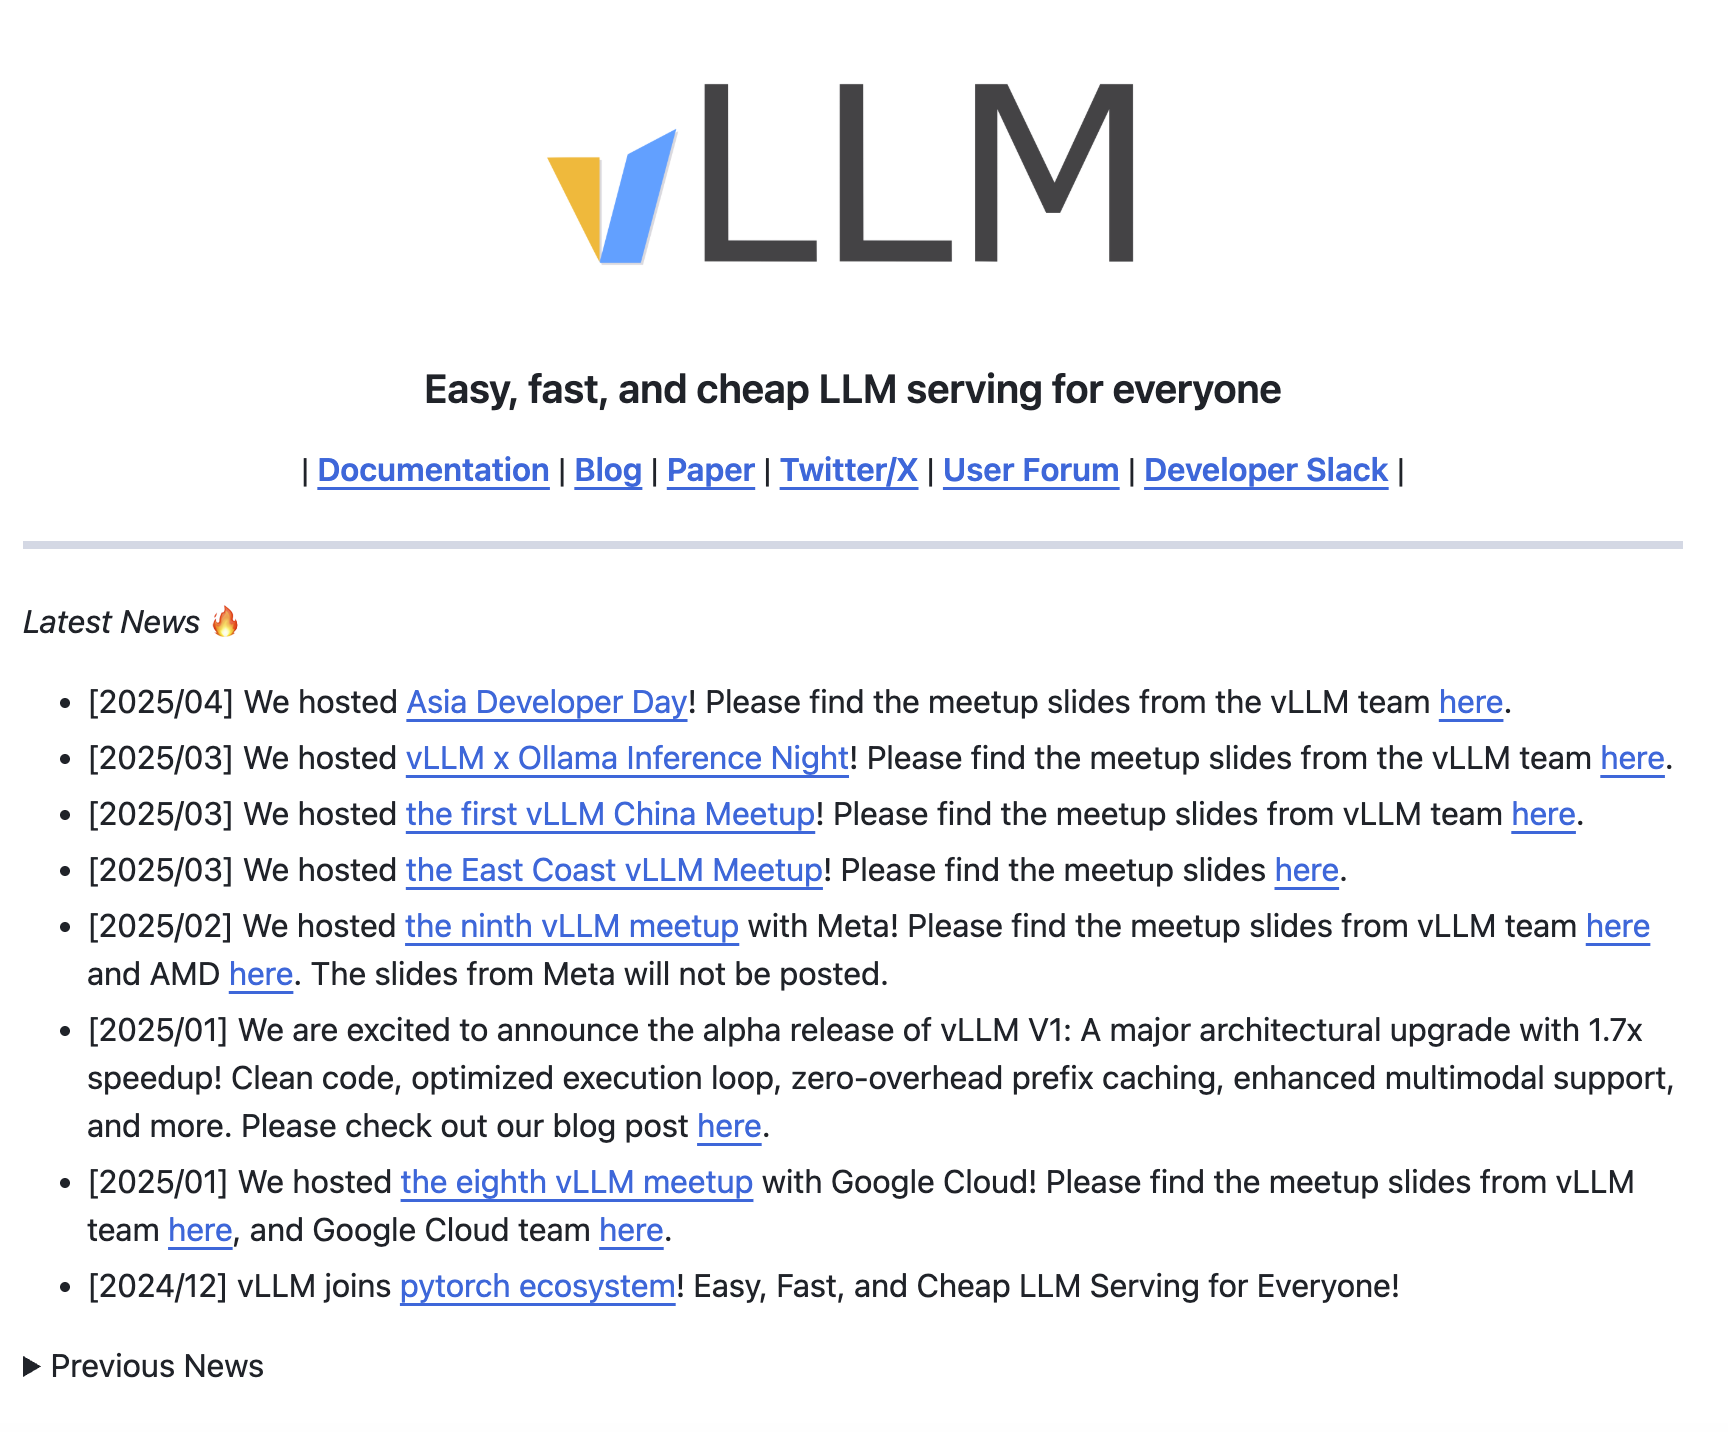 vLLM
Easy, fast, and cheap LLM serving for everyone
| Documentation | Blog | Paper | Twitter/X | User Forum | Developer Slack |
Latest News 🔥
• [2025/04] We hosted Asia Developer Day! Please find the meetup slides from the vLLM team here.
• [2025/03] We hosted vLLM x Ollama Inference Night! Please find the meetup slides from the vLLM team here.
• [2025/03] We hosted the first vLLM China Meetup! Please find the meetup slides from vLLM team here.
• [2025/03] We hosted the East Coast vLLM Meetup! Please find the meetup slides here.
• [2025/02] We hosted the ninth vLLM meetup with Meta! Please find the meetup slides from vLLM team here
and AMD here. The slides from Meta will not be posted.
• [2025/01] We are excited to announce the alpha release of vLLM V1: A major architectural upgrade with 1.7x
speedup! Clean code, optimized execution loop, zero-overhead prefix caching, enhanced multimodal support,
and more. Please check out our blog post here.
• [2025/01] We hosted the eighth vLLM meetup with Google Cloud! Please find the meetup slides from vLLM
team here, and Google Cloud team here.
• [2024/12] vLLM joins pytorch ecosystem! Easy, Fast, and Cheap LLM Serving for Everyone!
▶ Previous News